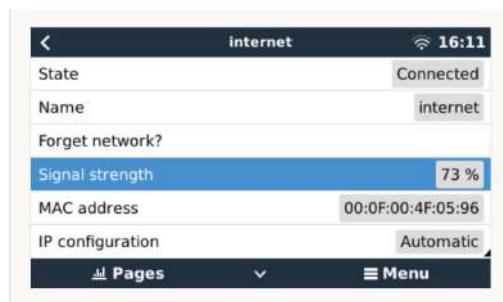 internet 16:11
State Connected
Name internet
Forget network?
Signal strength 73 %
MAC address 00:0F:00:4F:05:96
IP configuration Automatic
Pages Menu